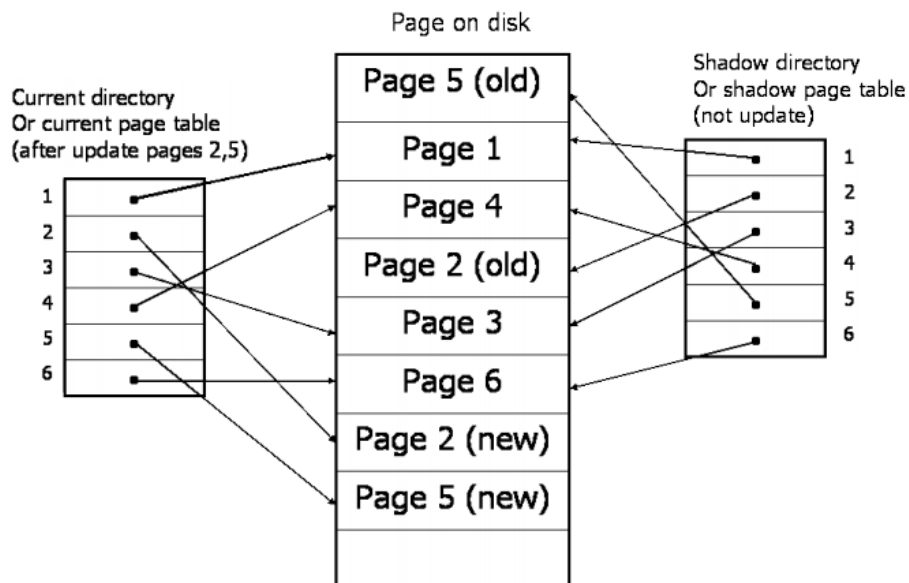 Page on disk
Current directory
Or current page table
(after update pages 2,5)
1
2
3
4
5
6
Page 5 (old)
Page 1
Page 4
Page 2 (old)
Page 3
Page 6
Page 2 (new)
Page 5 (new)
Shadow directory
Or shadow page table
(not update)
1
2
3
4
5
6